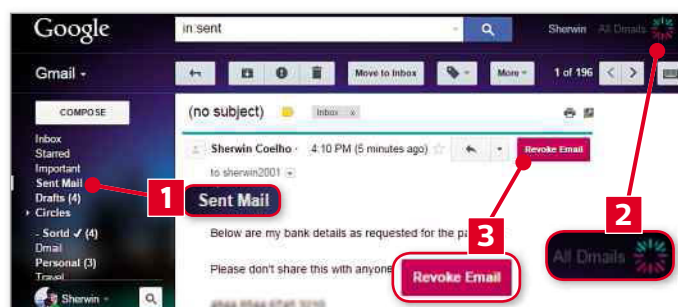 Google in:sent Sherwin All Dmails
Gmail Move to Inbox More 1 of 196
COMPOSE (no subject) Inbox x
Inbox
Starred Sherwin Coelho 4:10 PM (5 minutes ago) Revoke Email
Important to sherwin2001
Sent Mail
Drafts (4) 1 Sent Mail 3 2
Circles
- Sortd ✓ (4) Below are my bank details as requested for the
Dmail All Dmails
Personal (3) Please don't share this with anyone Revoke Email
Travel
Sherwin